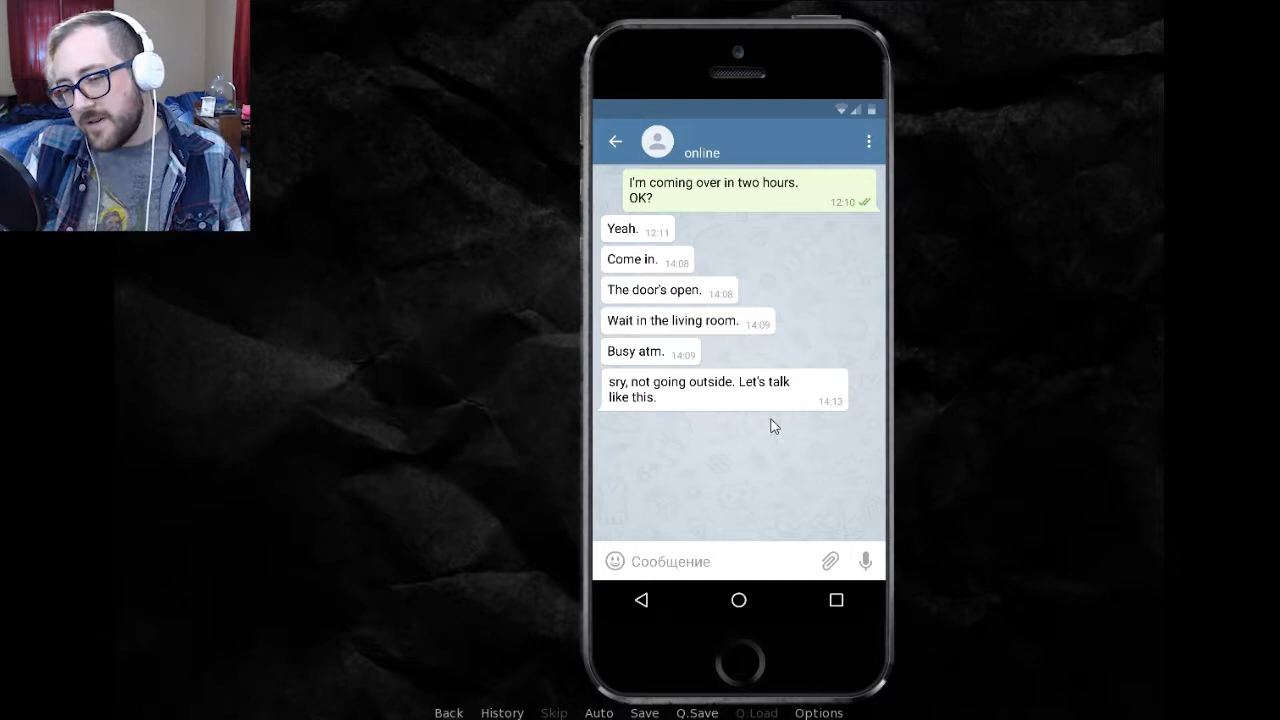 online
I'm coming over in two hours.
OK?
12:10
Yeah. 12:11
Come in. 14:08
The door's open. 14:08
Wait in the living room. 14:09
Busy atm. 14:09
sry, not going outside. Let's talk
like this.
14:13
Сообщение
Back History Skip Auto Save Q.Save Q.Load Options